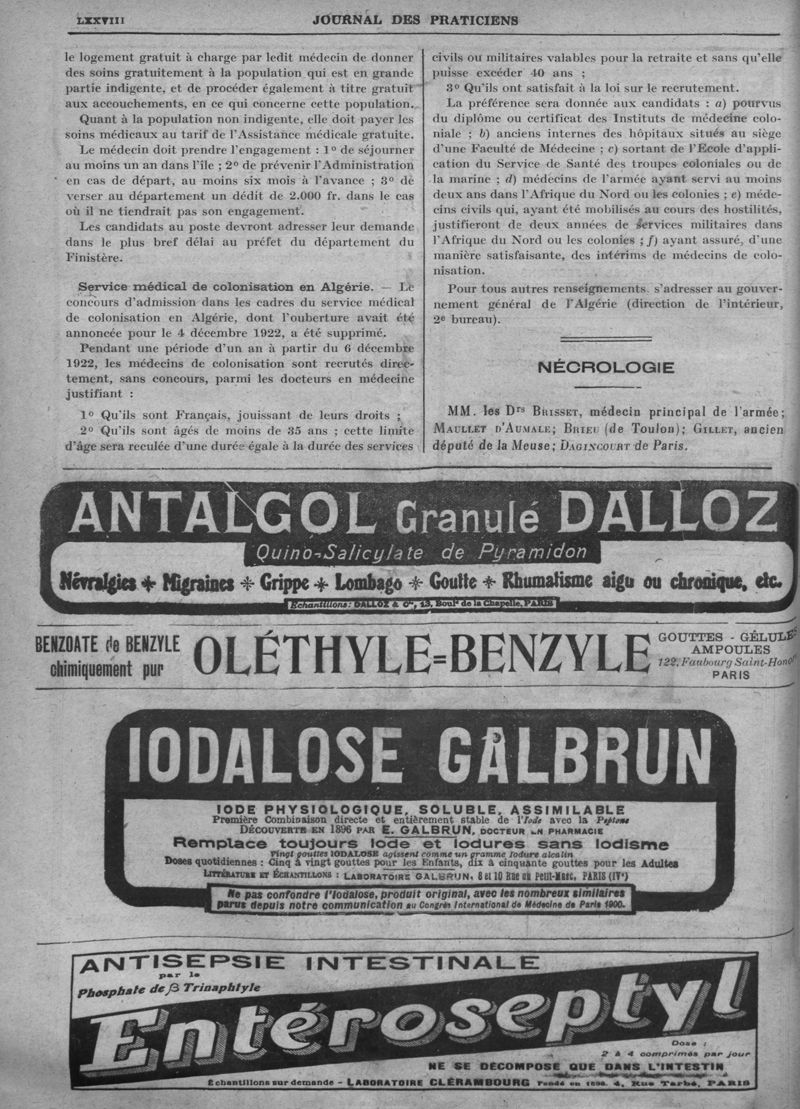 LXXVIII
JOURNAL DES PRATICIENS
le logement gratuit à charge par ledit médecin de donner
des soins gratuitement à la population qui est en grande
partie indigente, et de procéder également à titre gratuit
aux accouchements, en ce qui concerne cette population.
Quant à la population non indigente, elle doit payer les
soins médicaux au tarif de l'Assistance médicale gratuite.
Le médecin doit prendre l'engagement : 1º de séjourner
au moins un an dans l'île ; 2º de prévenir l'Administration
en cas de départ, au moins six mois à l'avance ; 3º de
verser au département un dédit de 2.000 fr. dans le cas
où il ne tiendrait pas son engagement.
Les candidats au poste devront adresser leur demande
dans le plus bref délai au préfet du département du
Finistère.
Service médical de colonisation en Algérie. — Le
concours d'admission dans les cadres du service médical
de colonisation en Algérie, dont l'ouberture avait été
annoncée pour le 4 décembre 1922, a été supprimé.
Pendant une période d'un an à partir du 6 décembre
1922, les médecins de colonisation sont recrutés direc-
tement, sans concours, parmi les docteurs en médecine
justifiant :
1º Qu'ils sont Français, jouissant de leurs droits ;
2º Qu'ils sont âgés de moins de 35 ans ; cette limite
d'âge sera reculée d'une durée égale à la durée des services
civils ou militaires valables pour la retraite et sans qu'elle
puisse excéder 40 ans ;
3º Qu'ils ont satisfait à la loi sur le recrutement.
La préférence sera donnée aux candidats : a) pourvus
du diplôme ou certificat des Instituts de médecine colo-
niale ; b) anciens internes des hôpitaux situés au siège
d'une Faculté de Médecine ; c) sortant de l'École d'appli-
cation du Service de Santé des troupes coloniales ou de
la marine ; d) médecins de l'armée ayant servi au moins
deux ans dans l'Afrique du Nord ou les colonies ; e) méde-
cins civils qui, ayant été mobilisés au cours des hostilités,
justifieront de deux années de services militaires dans
l'Afrique du Nord ou les colonies ; f) ayant assuré, d'une
manière satisfaisante, des intérims de médecins de colo-
nisation.
Pour tous autres renseignements s'adresser au gouver-
nement général de l'Algérie (direction de l'intérieur,
2e bureau).
NÉCROLOGIE
MM. les Drs BRISSET, médecin principal de l'armée;
MAULLET D'AUMALE; BRIEU (de Toulon); GILLET, ancien
député de la Meuse; DAGINCOURT de Paris.
ANTALGOL Granulé DALLOZ
Quino-Salicylate de Pyramidon
Névralgies ✦ Migraines ✦ Grippe ✦ Lombago ✦ Goutte ✦ Rhumatisme aigu ou chronique, etc.
Echantillons: DALLOZ & Cie, 13, Bould de la Chapelle, PARIS
BENZOATE de BENZYLE
chimiquement pur
OLÉTHYLE=BENZYLE
GOUTTES - GÉLULES
AMPOULES
122, Faubourg Saint-Honoré
PARIS
IODALOSE GALBRUN
IODE PHYSIOLOGIQUE, SOLUBLE, ASSIMILABLE
Première Combinaison directe et entièrement stable de l'Iode avec la Peptone
DÉCOUVERTE EN 1896 PAR E. GALBRUN, DOCTEUR EN PHARMACIE
Remplace toujours Iode et Iodures sans Iodisme
Vingt gouttes IODALOSE agissent comme un gramme Iodure alcalin
Doses quotidiennes : Cinq à vingt gouttes pour les Enfants, dix à cinquante gouttes pour les Adultes
LITTÉRATURE ET ÉCHANTILLONS : LABORATOIRE GALBRUN, 8 et 10 Rue du Petit-Musc, PARIS (IVe)
Ne pas confondre l'Iodalose, produit original, avec les nombreux similaires
parus depuis notre communication au Congrès International de Médecine de Paris 1900.
ANTISEPSIE INTESTINALE
par le
Phosphate de β Trinaphtyle
Entéroseptyl
Dose :
2 à 4 comprimés par jour
NE SE DÉCOMPOSE QUE DANS L'INTESTIN
Échantillons sur demande - LABORATOIRE CLÉRAMBOURG Fondé en 1898. 4, Rue Tarbé, PARIS